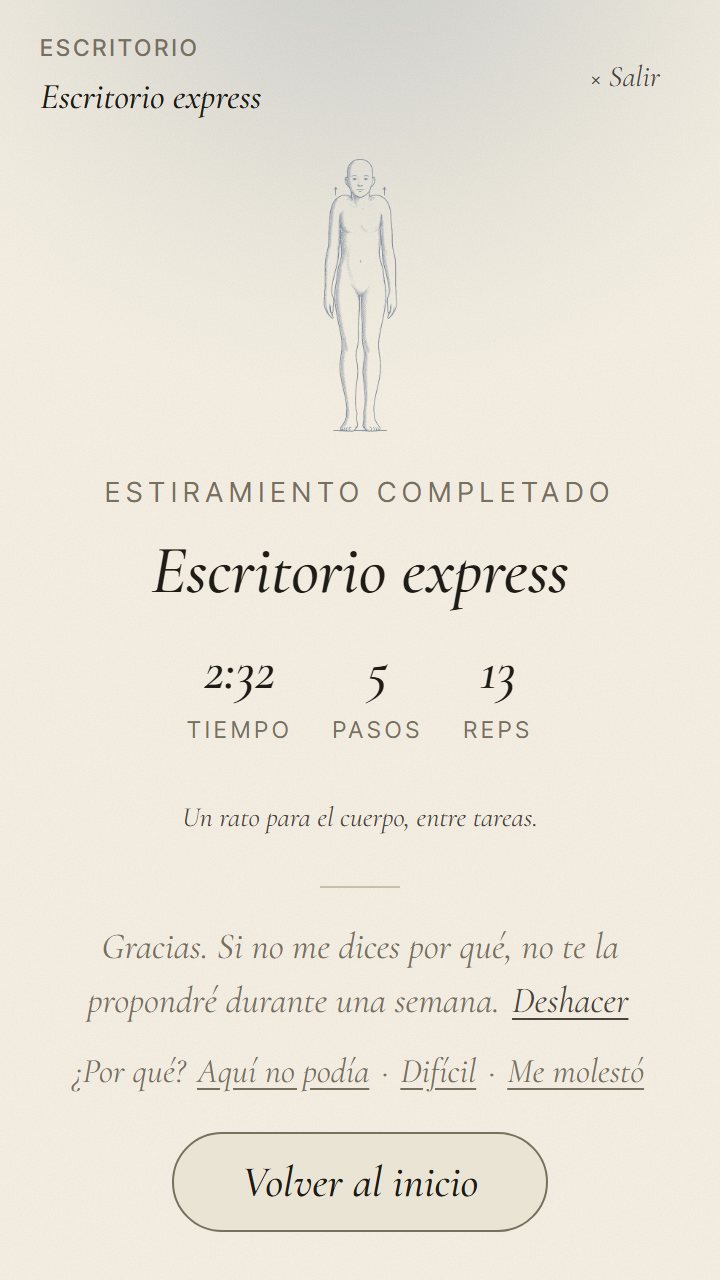 ESCRITORIO
Escritorio express
× Salir
ESTIRAMIENTO COMPLETADO
Escritorio express
2:32 5 13
TIEMPO PASOS REPS
Un rato para el cuerpo, entre tareas.
Gracias. Si no me dices por qué, no te la
propondré durante una semana. Deshacer
¿Por qué? Aquí no podía · Difícil · Me molestó
Volver al inicio